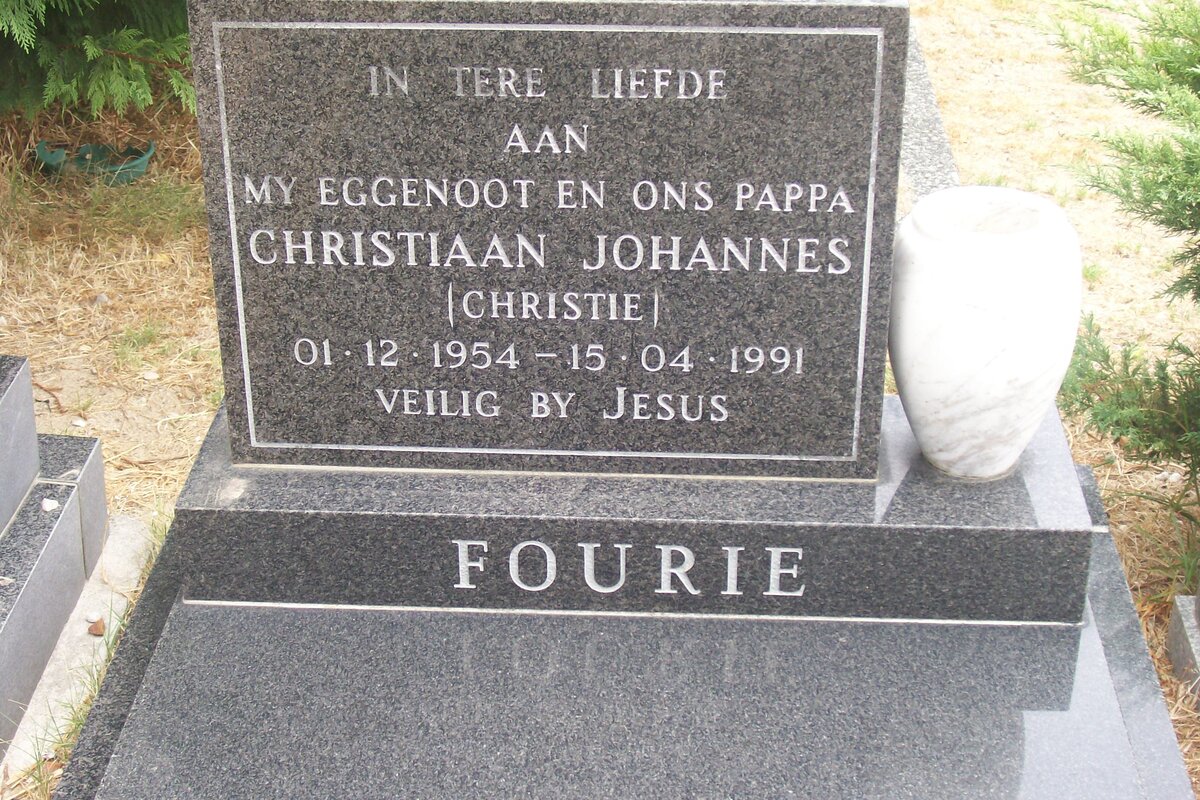 IN TERE LIEFDE
AAN
MY EGGENOOT EN ONS PAPPA
CHRISTIAAN JOHANNES
(CHRISTIE)
01·12·1954 – 15·04·1991
VEILIG BY JESUS
FOURIE